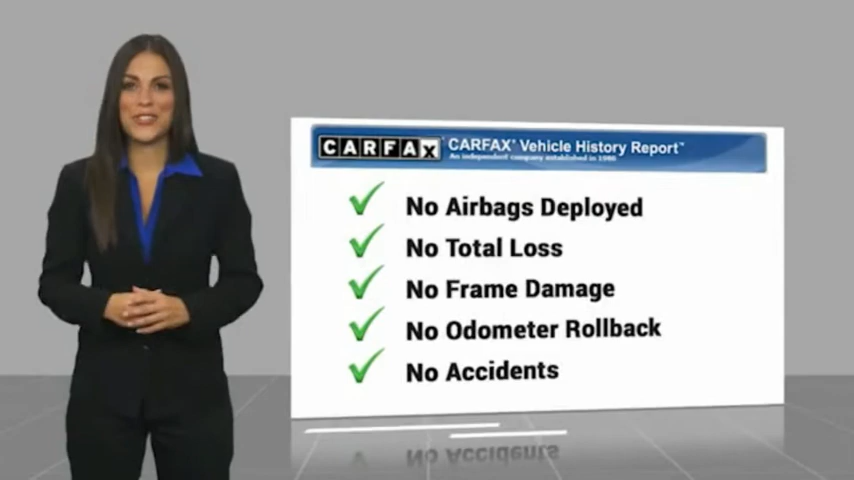 CARFAX CARFAX® Vehicle History Report™
An independent company established in 1986
No Airbags Deployed
No Total Loss
No Frame Damage
No Odometer Rollback
No Accidents
No Accidents